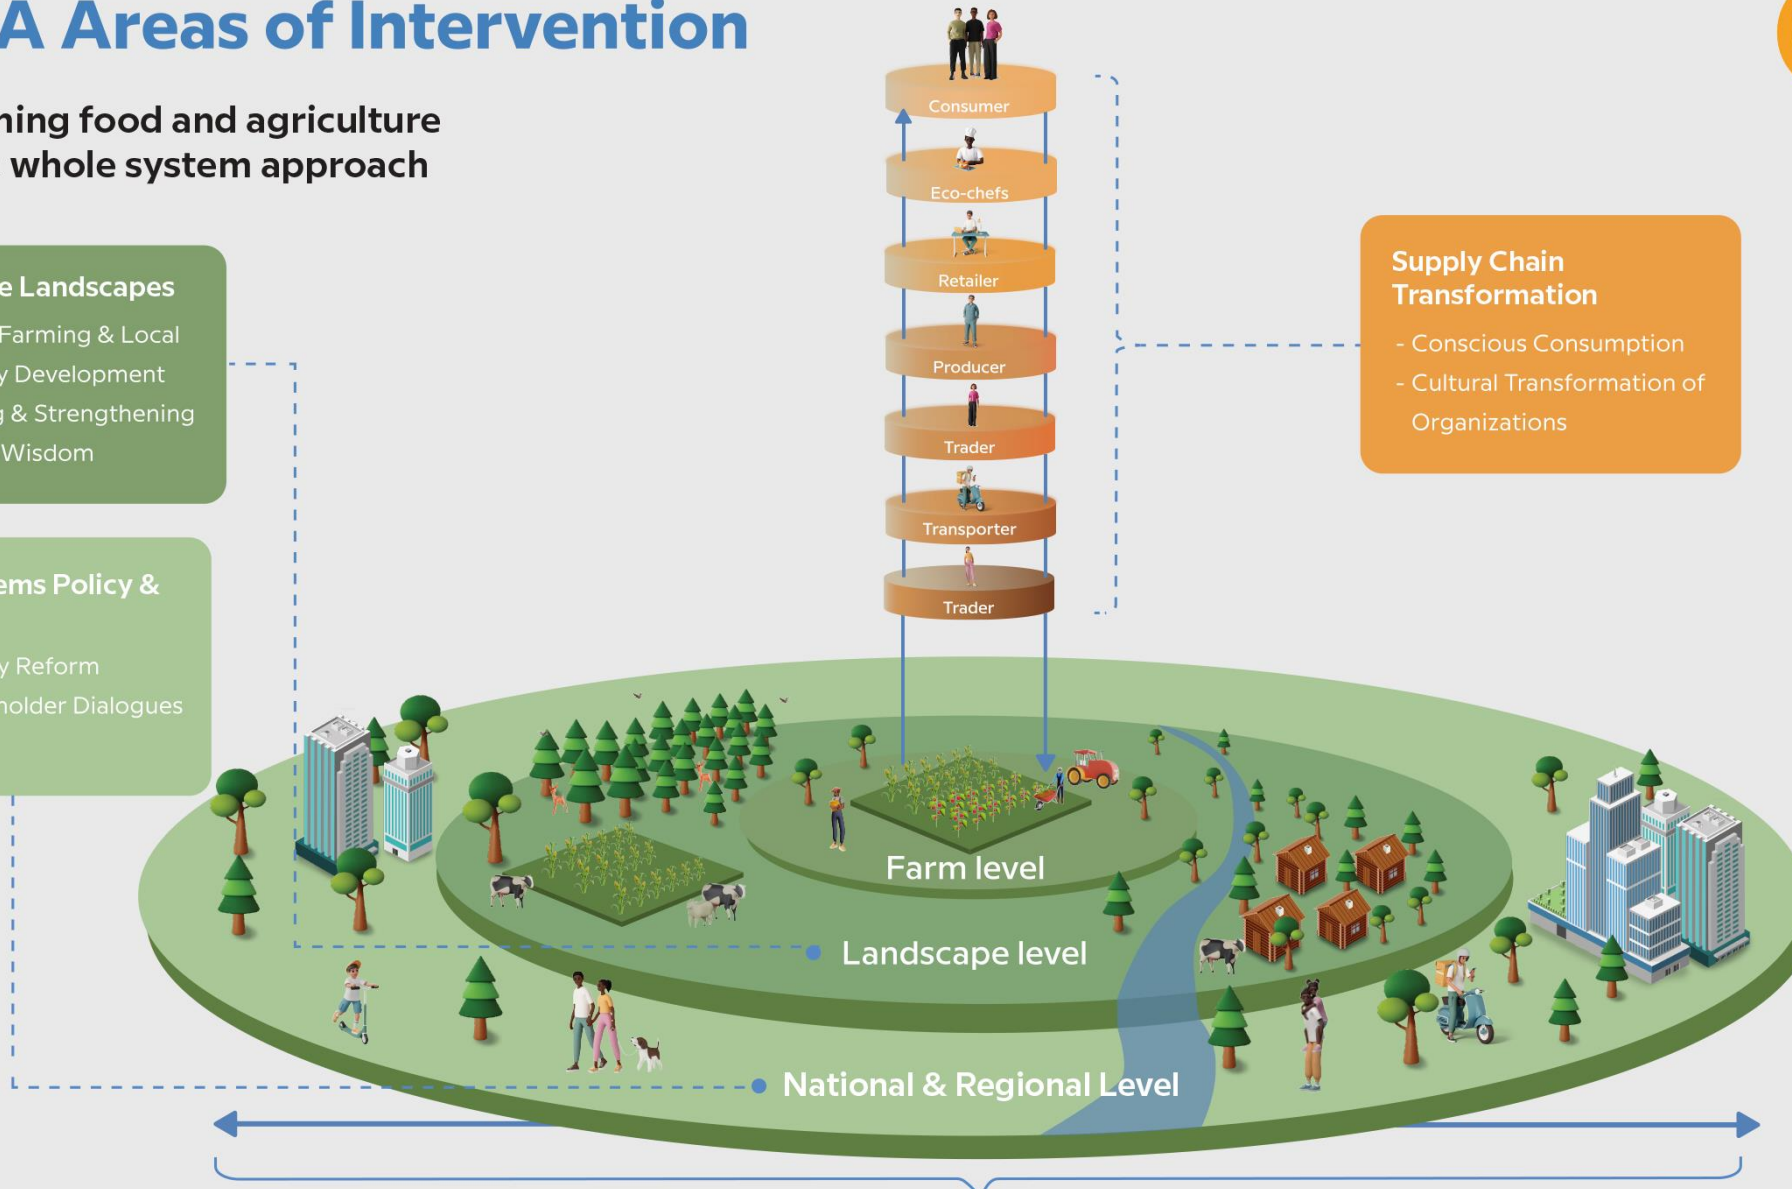 A Areas of Intervention
ning food and agriculture
whole system approach
e Landscapes
Farming & Local
y Development
g & Strengthening
Wisdom
ems Policy &
y Reform
holder Dialogues
Consumer
Eco-chefs
Retailer
Producer
Trader
Transporter
Trader
Supply Chain
Transformation
- Conscious Consumption
- Cultural Transformation of
Organizations
Farm level
Landscape level
National & Regional Level